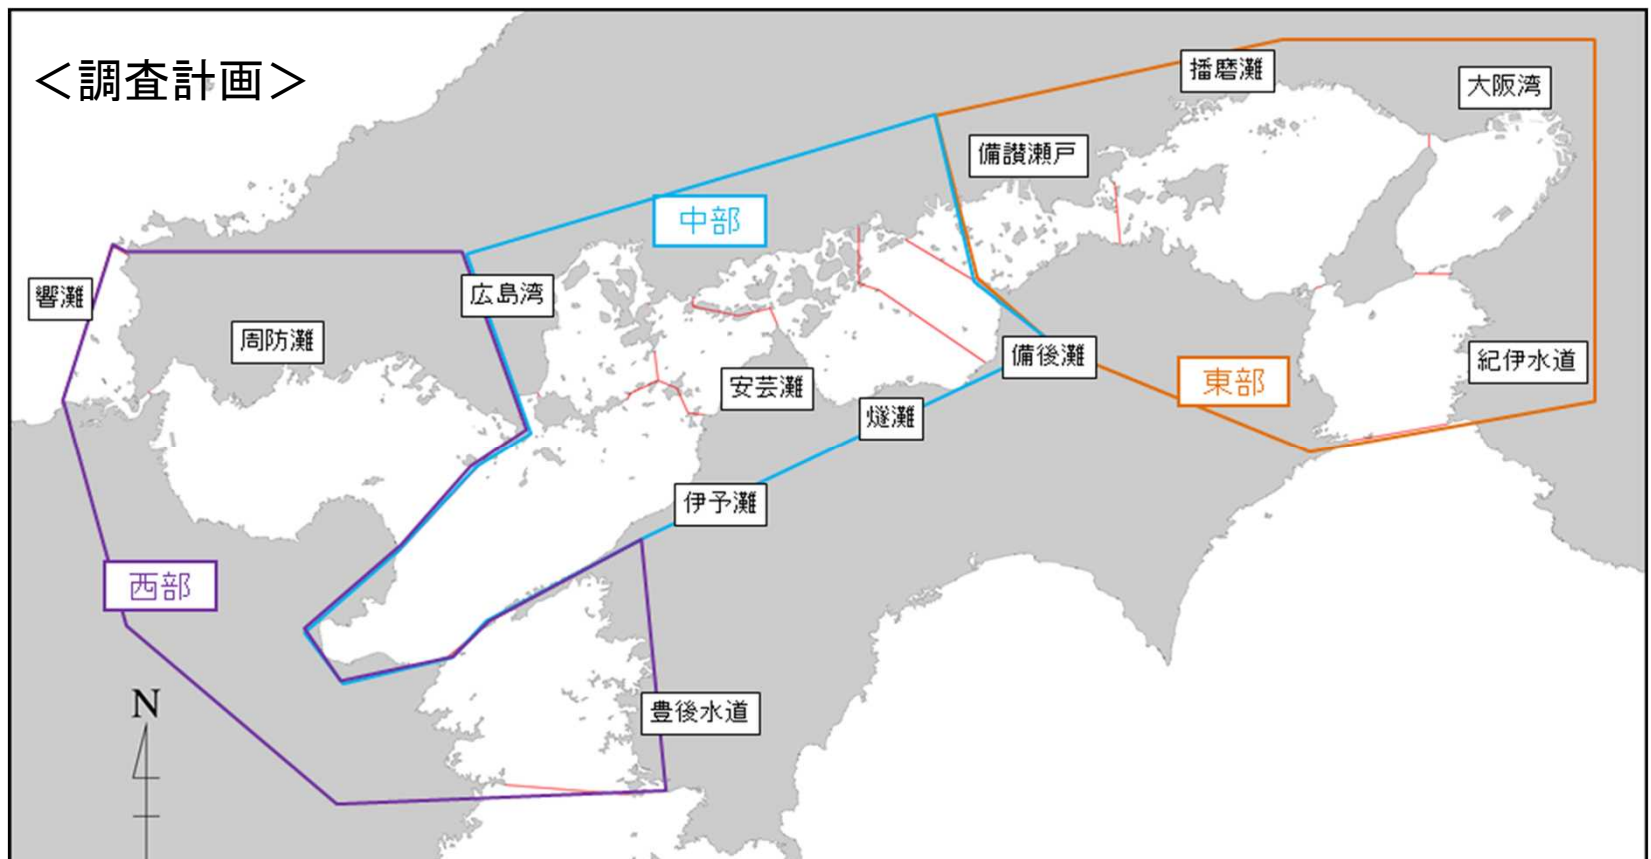 ＜調査計画＞
播磨灘
大阪湾
備讃瀬戸
中部
響灘
広島湾
周防灘
備後灘
紀伊水道
東部
安芸灘
燧灘
伊予灘
西部
豊後水道
N